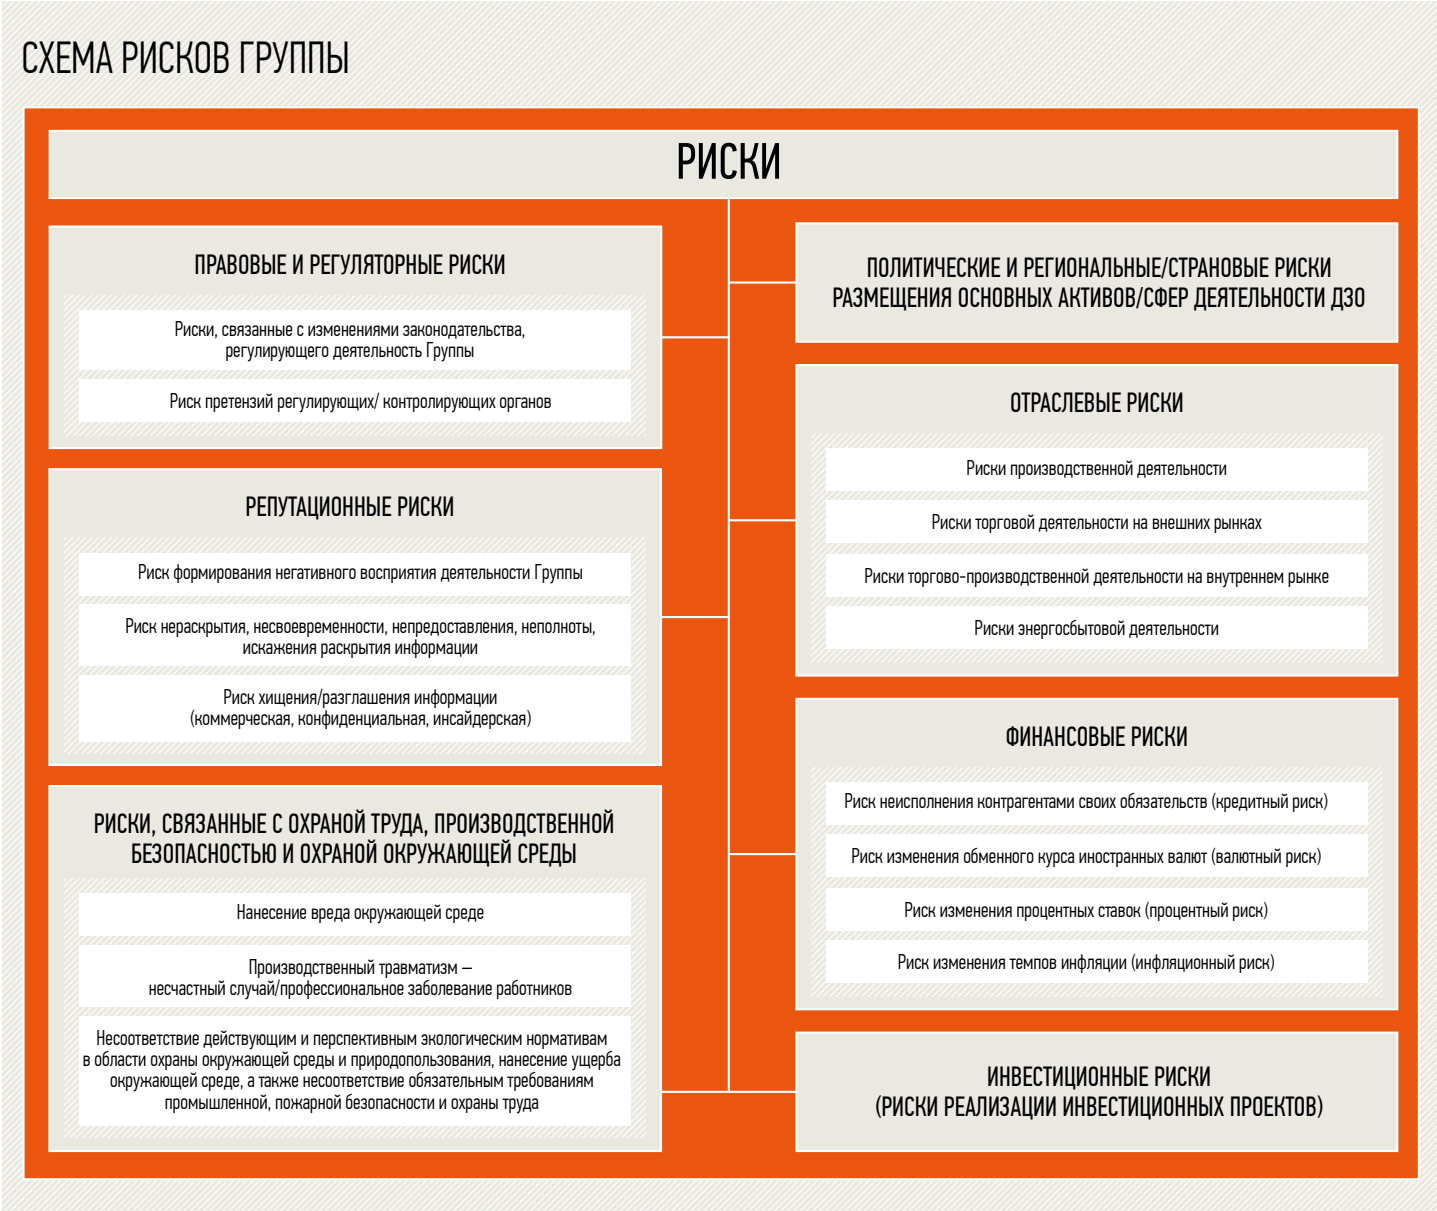 СХЕМА РИСКОВ ГРУППЫ
РИСКИ
ПРАВОВЫЕ И РЕГУЛЯТОРНЫЕ РИСКИ
Риски, связанные с изменениями законодательства,
регулирующего деятельность Группы
Риск претензий регулирующих/ контролирующих органов
РЕПУТАЦИОННЫЕ РИСКИ
Риск формирования негативного восприятия деятельности Группы
Риск нераскрытия, несвоевременности, непредоставления, неполноты,
искажения раскрытия информации
Риск хищения/разглашения информации
(коммерческая, конфиденциальная, инсайдерская)
РИСКИ, СВЯЗАННЫЕ С ОХРАНОЙ ТРУДА, ПРОИЗВОДСТВЕННОЙ
БЕЗОПАСНОСТЬЮ И ОХРАНОЙ ОКРУЖАЮЩЕЙ СРЕДЫ
Нанесение вреда окружающей среде
Производственный травматизм –
несчастный случай/профессиональное заболевание работников
Несоответствие действующим и перспективным экологическим нормативам
в области охраны окружающей среды и природопользования, нанесение ущерба
окружающей среде, а также несоответствие обязательным требованиям
промышленной, пожарной безопасности и охраны труда
ПОЛИТИЧЕСКИЕ И РЕГИОНАЛЬНЫЕ/СТРАНОВЫЕ РИСКИ
РАЗМЕЩЕНИЯ ОСНОВНЫХ АКТИВОВ/СФЕР ДЕЯТЕЛЬНОСТИ ДЗО
ОТРАСЛЕВЫЕ РИСКИ
Риски производственной деятельности
Риски торговой деятельности на внешних рынках
Риски торгово-производственной деятельности на внутреннем рынке
Риски энергосбытовой деятельности
ФИНАНСОВЫЕ РИСКИ
Риск неисполнения контрагентами своих обязательств (кредитный риск)
Риск изменения обменного курса иностранных валют (валютный риск)
Риск изменения процентных ставок (процентный риск)
Риск изменения темпов инфляции (инфляционный риск)
ИНВЕСТИЦИОННЫЕ РИСКИ
(РИСКИ РЕАЛИЗАЦИИ ИНВЕСТИЦИОННЫХ ПРОЕКТОВ)